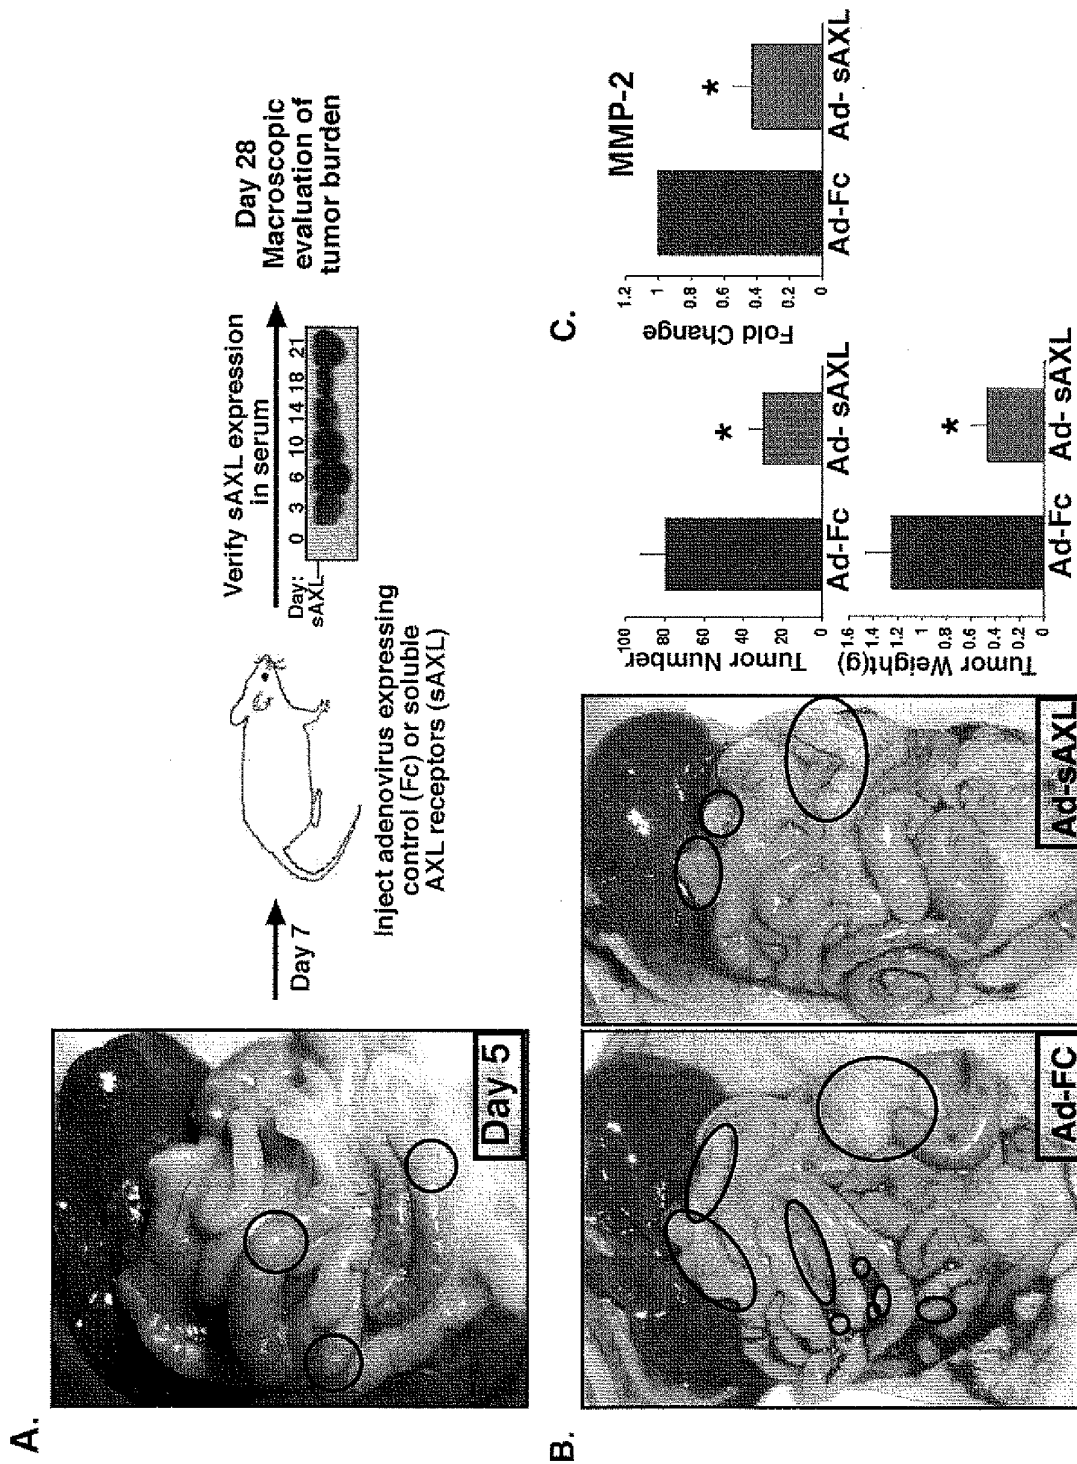 A.
Day 5
Day 7
Inject adenovirus expressing
control (Fc) or soluble
AXL receptors (sAXL)
Verify sAXL expression
in serum
Day: 0 3 6 10 14 18 21
sAXL
Day 28
Macroscopic
evaluation of
tumor burden
B.
Ad-FC
Ad-sAXL
Tumor Number
100
80
60
40
20
0
Ad-Fc Ad- sAXL
*
Tumor Weight(g)
1.6
1.2
1
0.8
0.6
0.4
0.2
0
Ad-Fc Ad- sAXL
*
C.
MMP-2
Fold Change
1.2
1
0.8
0.6
0.4
0.2
0
Ad-Fc Ad- sAXL
*